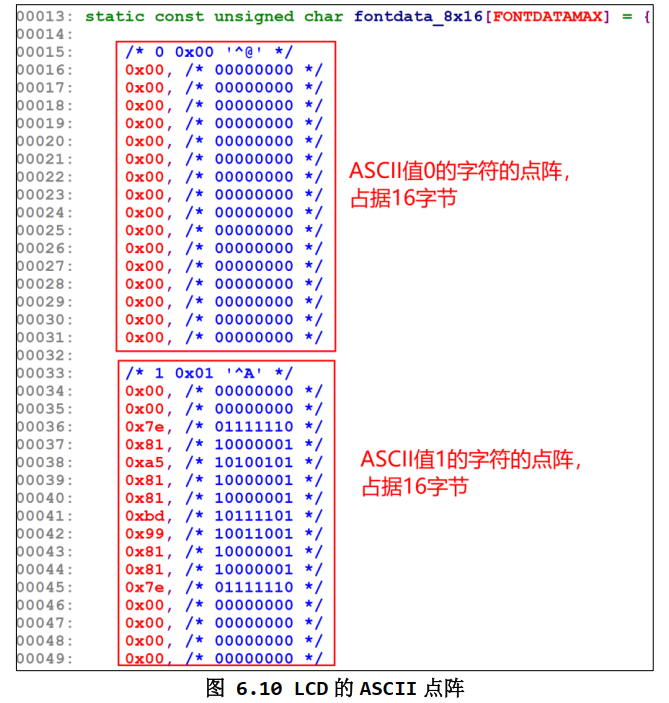 00013: static const unsigned char fontdata_8x16[FONTDATAMAX] = {
00014:
00015: /* 0 0x00 '^@' */
00016: 0x00, /* 00000000 */
00017: 0x00, /* 00000000 */
00018: 0x00, /* 00000000 */
00019: 0x00, /* 00000000 */
00020: 0x00, /* 00000000 */
00021: 0x00, /* 00000000 */
00022: 0x00, /* 00000000 */
00023: 0x00, /* 00000000 */
00024: 0x00, /* 00000000 */
00025: 0x00, /* 00000000 */
00026: 0x00, /* 00000000 */
00027: 0x00, /* 00000000 */
00028: 0x00, /* 00000000 */
00029: 0x00, /* 00000000 */
00030: 0x00, /* 00000000 */
00031: 0x00, /* 00000000 */
ASCII值0的字符的点阵，
占据16字节
00032:
00033: /* 1 0x01 '^A' */
00034: 0x00, /* 00000000 */
00035: 0x00, /* 00000000 */
00036: 0x7e, /* 01111110 */
00037: 0x81, /* 10000001 */
00038: 0xa5, /* 10100101 */
00039: 0x81, /* 10000001 */
00040: 0x81, /* 10000001 */
00041: 0xbd, /* 10111101 */
00042: 0x99, /* 10011001 */
00043: 0x81, /* 10000001 */
00044: 0x81, /* 10000001 */
00045: 0x7e, /* 01111110 */
00046: 0x00, /* 00000000 */
00047: 0x00, /* 00000000 */
00048: 0x00, /* 00000000 */
00049: 0x00, /* 00000000 */
ASCII值1的字符的点阵，
占据16字节
图 6.10 LCD 的 ASCII 点阵